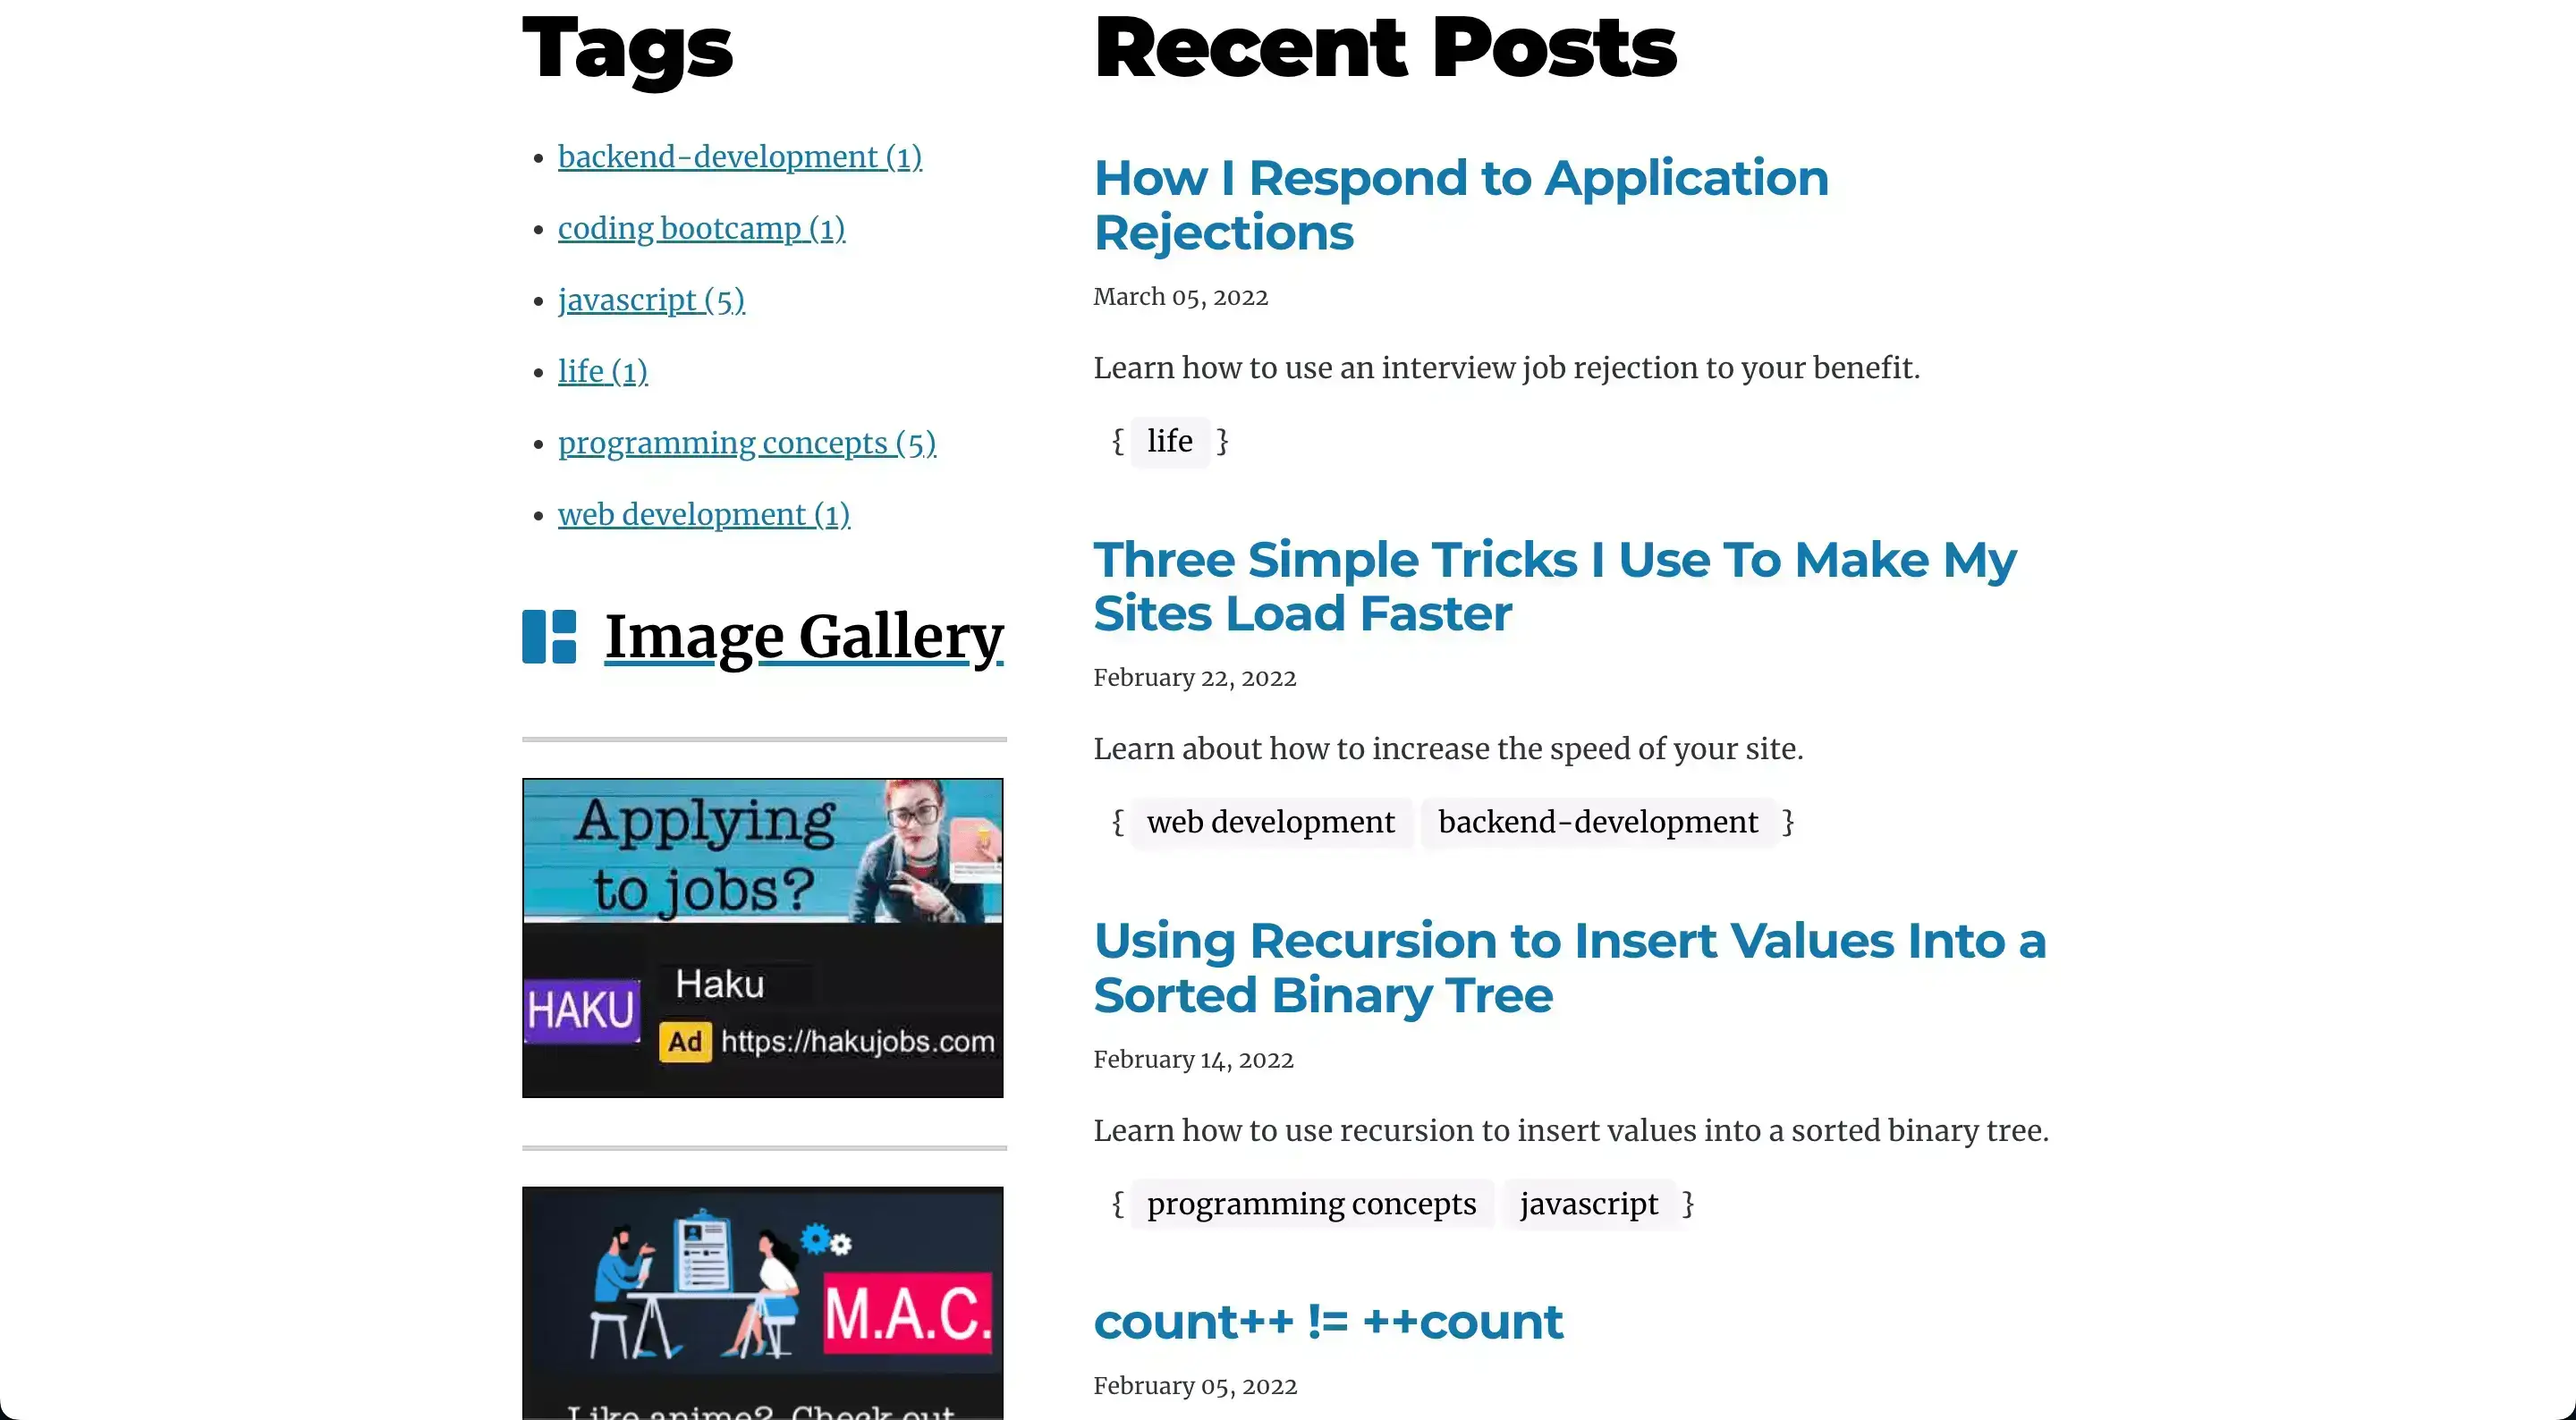 Tags
backend-development (1)
coding bootcamp (1)
javascript (5)
life (1)
programming concepts (5)
web development (1)
Image Gallery
Applying
to jobs?
HAKU
Haku
Ad https://hakujobs.com
M.A.C.
Like anime? Check out
Recent Posts
How I Respond to Application
Rejections
March 05, 2022
Learn how to use an interview job rejection to your benefit.
{ life }
Three Simple Tricks I Use To Make My
Sites Load Faster
February 22, 2022
Learn about how to increase the speed of your site.
{ web development backend-development }
Using Recursion to Insert Values Into a
Sorted Binary Tree
February 14, 2022
Learn how to use recursion to insert values into a sorted binary tree.
{ programming concepts javascript }
count++ != ++count
February 05, 2022